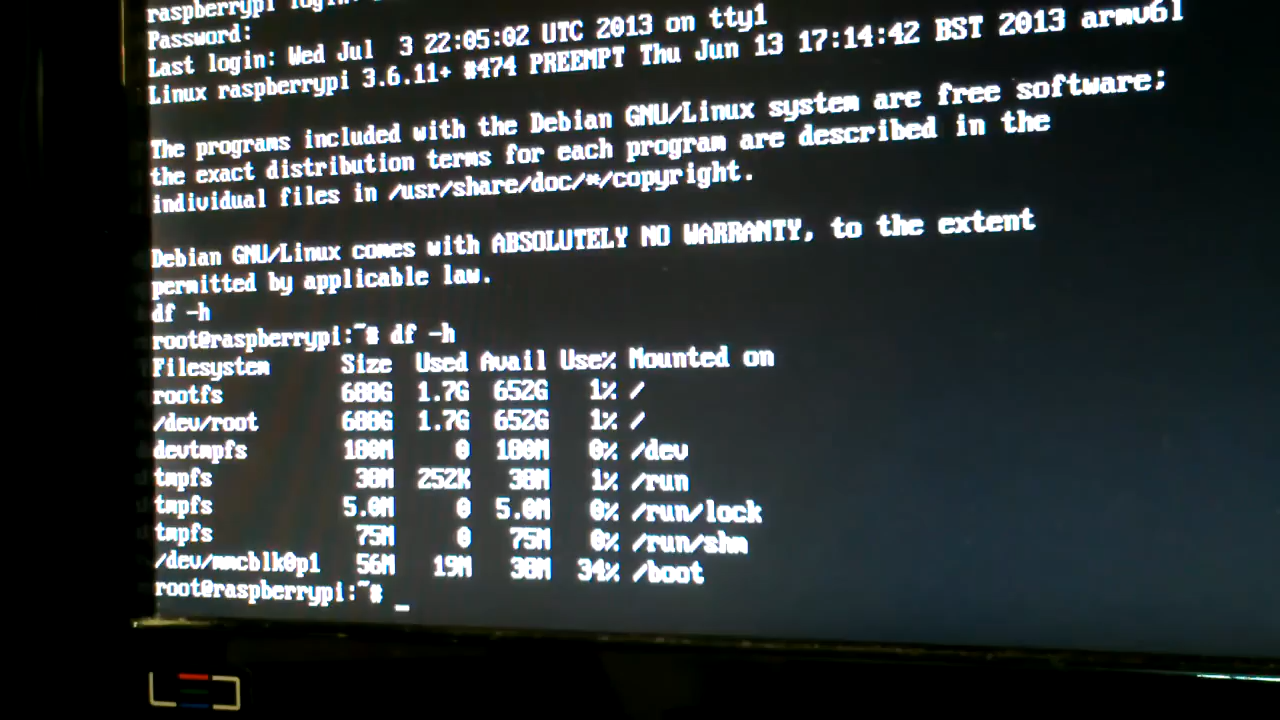 raspberrypi login:
Password:
Last login: Wed Jul  3 22:05:02 UTC 2013 on tty1
Linux raspberrypi 3.6.11+ #474 PREEMPT Thu Jun 13 17:14:42 BST 2013 armv6l
The programs included with the Debian GNU/Linux system are free software;
the exact distribution terms for each program are described in the
individual files in /usr/share/doc/*/copyright.
Debian GNU/Linux comes with ABSOLUTELY NO WARRANTY, to the extent
permitted by applicable law.
df -h
root@raspberrypi:~# df -h
Filesystem      Size  Used Avail Use% Mounted on
rootfs          688G  1.7G  652G   1% /
/dev/root       688G  1.7G  652G   1% /
devtmpfs        180M     0  180M   0% /dev
tmpfs            38M  252K   38M   1% /run
tmpfs           5.0M     0  5.0M   0% /run/lock
tmpfs            75M     0   75M   0% /run/shm
/dev/mmcblk0p1   56M   19M   38M  34% /boot
root@raspberrypi:~# _